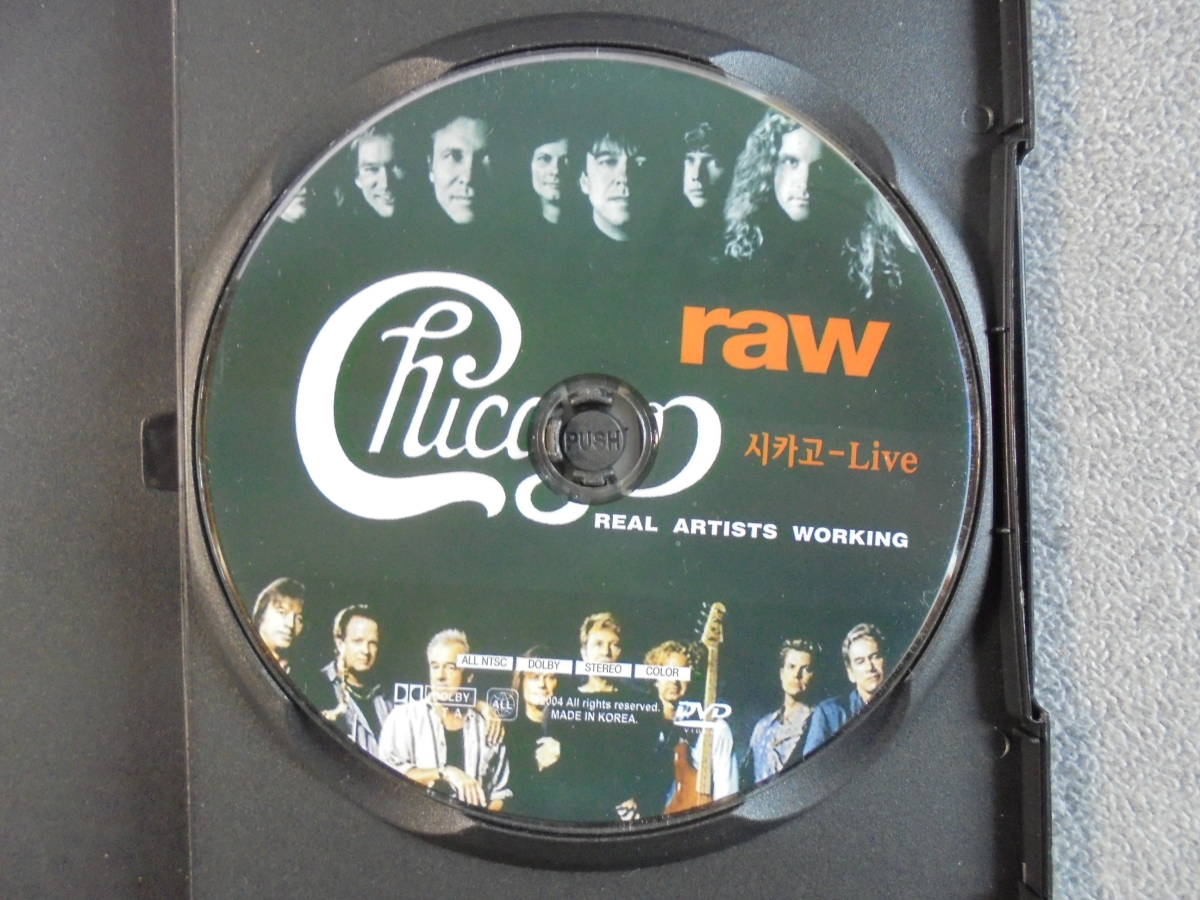 raw
Chicago
PUSH
시카고-Live
REAL ARTISTS WORKING
ALL NTSC DOLBY STEREO COLOR
DOLBY
ALL
2004 All rights reserved.
MADE IN KOREA.
DVD
VIDEO